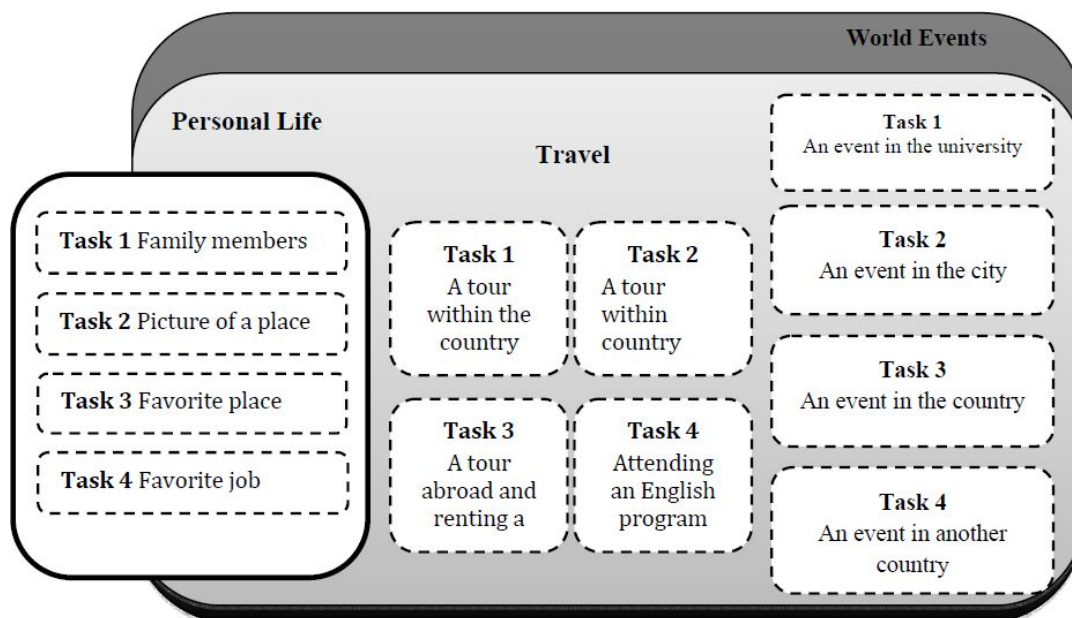 World Events
Personal Life
Task 1 Family members
Task 2 Picture of a place
Task 3 Favorite place
Task 4 Favorite job
Travel
Task 1
A tour
within the
country
Task 2
A tour
within
country
Task 3
A tour
abroad and
renting a
Task 4
Attending
an English
program
Task 1
An event in the university
Task 2
An event in the city
Task 3
An event in the country
Task 4
An event in another
country